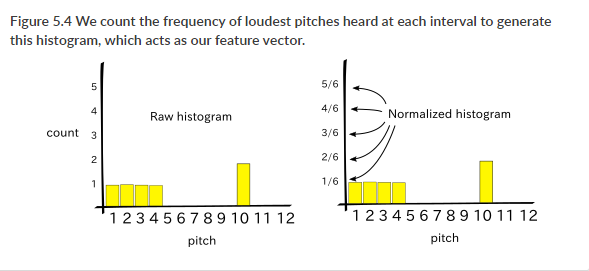 Figure 5.4 We count the frequency of loudest pitches heard at each interval to generate
this histogram, which acts as our feature vector.
5
4
count 3
2
1
Raw histogram
1 2 3 4 5 6 7 8 9 10 11 12
pitch
5/6
4/6
3/6
2/6
1/6
Normalized histogram
1 2 3 4 5 6 7 8 9 10 11 12
pitch